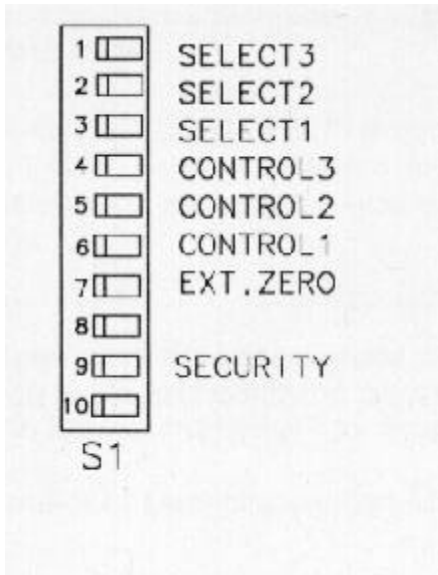 1 SELECT3
2 SELECT2
3 SELECT1
4 CONTROL3
5 CONTROL2
6 CONTROL1
7 EXT.ZERO
8
9 SECURITY
10
S1